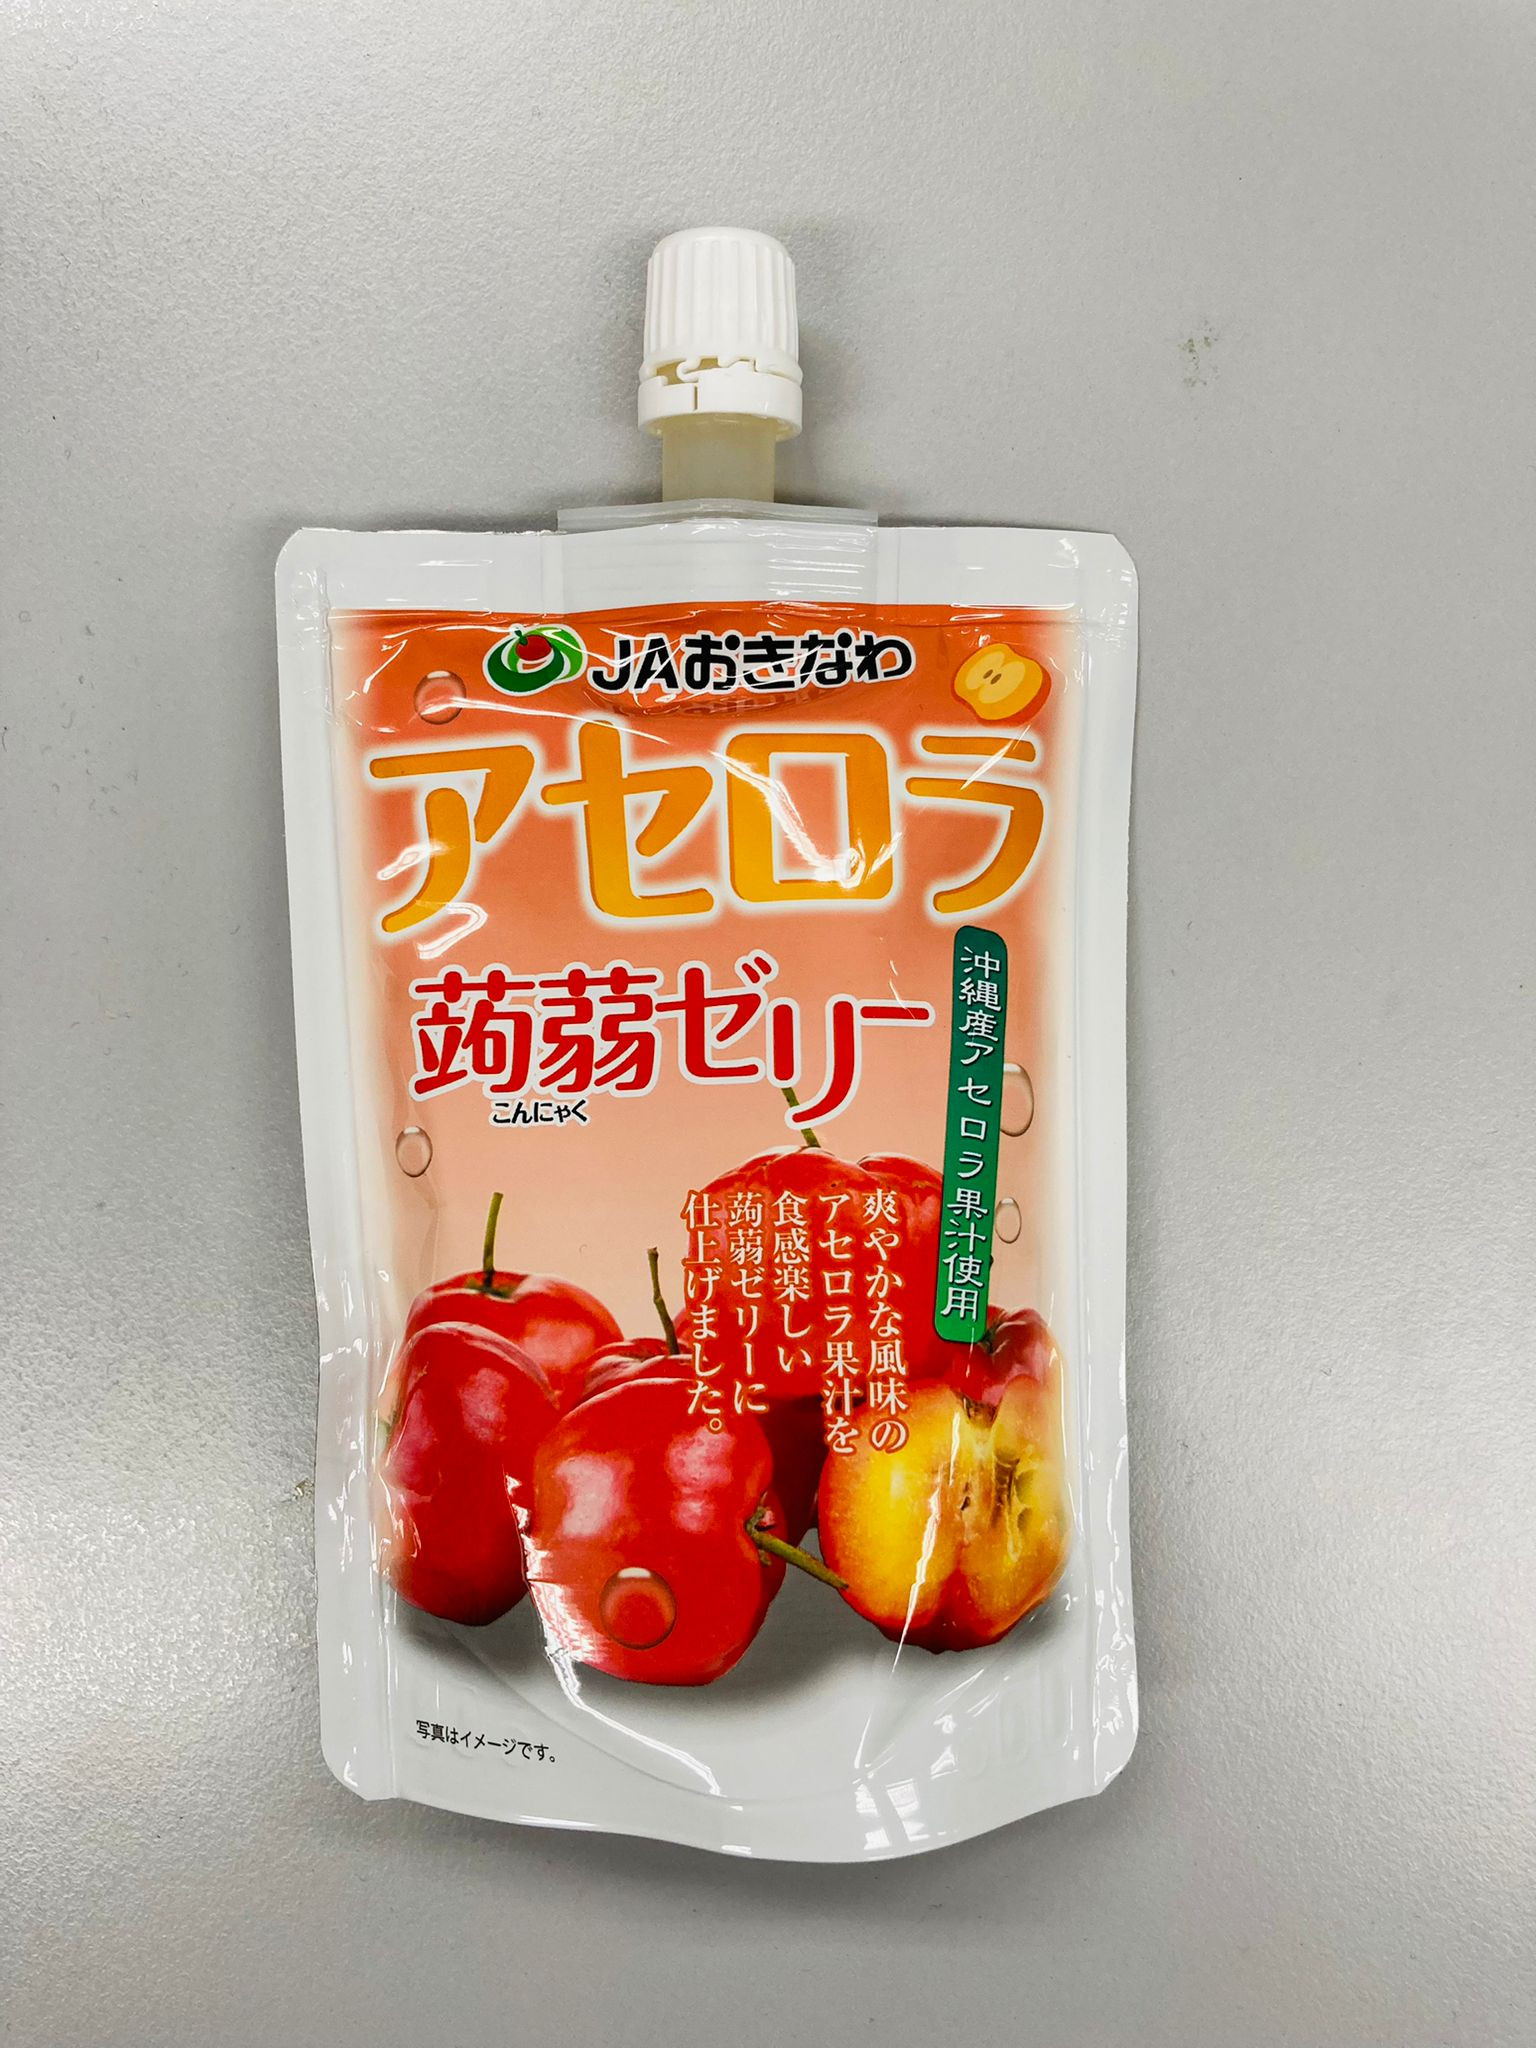 JAおきなわ
アセロラ
蒟蒻ゼリー
こんにゃく
沖縄産アセロラ果汁使用
爽やかな風味の
アセロラ果汁を
食感楽しい
蒟蒻ゼリーに
仕上げました。
写真はイメージです。